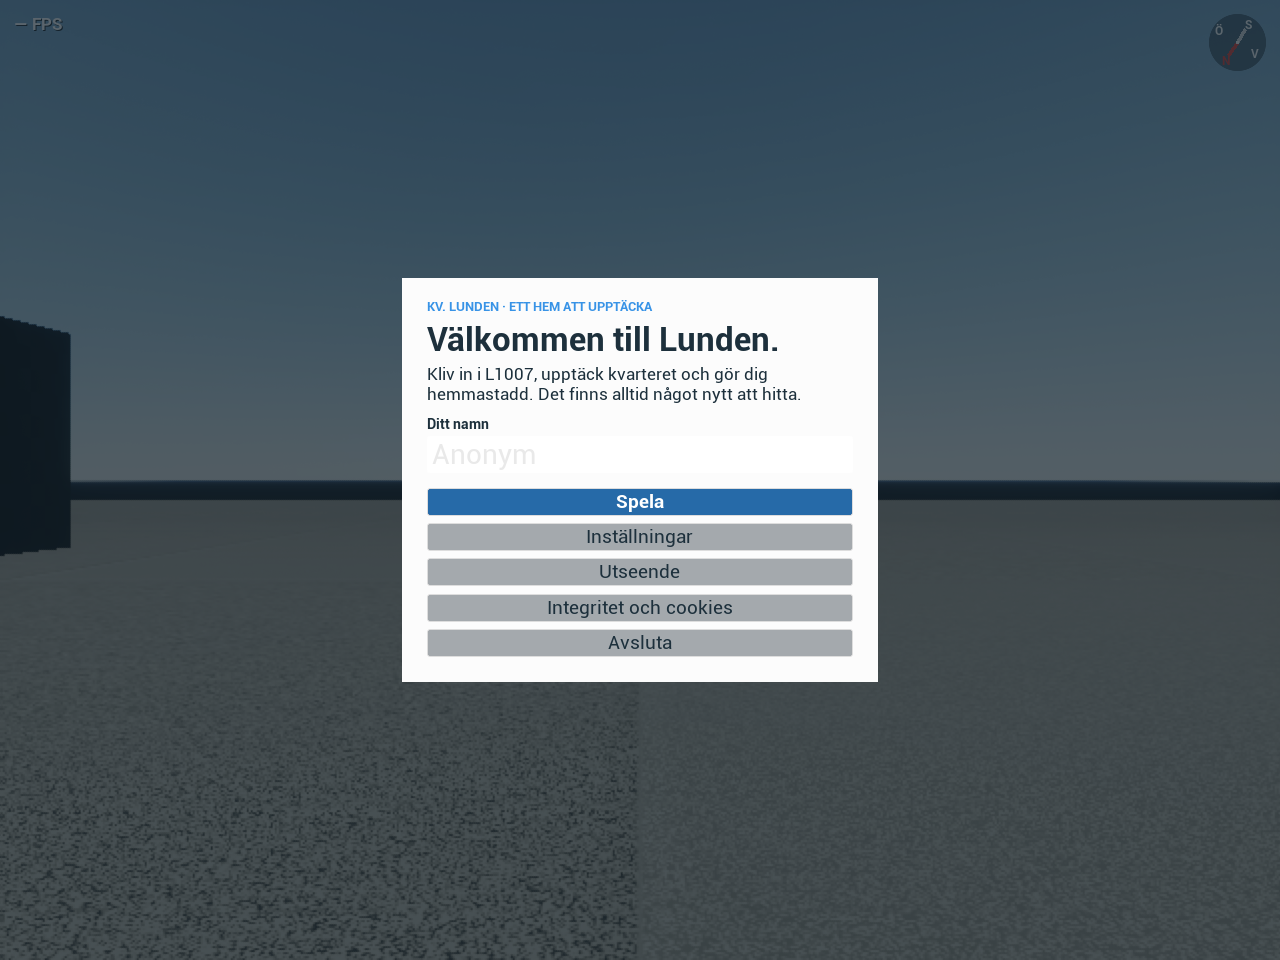 — FPS
Ö
S
V
KV. LUNDEN · ETT HEM ATT UPPTÄCKA
Välkommen till Lunden.
Kliv in i L1007, upptäck kvarteret och gör dig
hemmastadd. Det finns alltid något nytt att hitta.
Ditt namn
Anonym
Spela
Inställningar
Utseende
Integritet och cookies
Avsluta